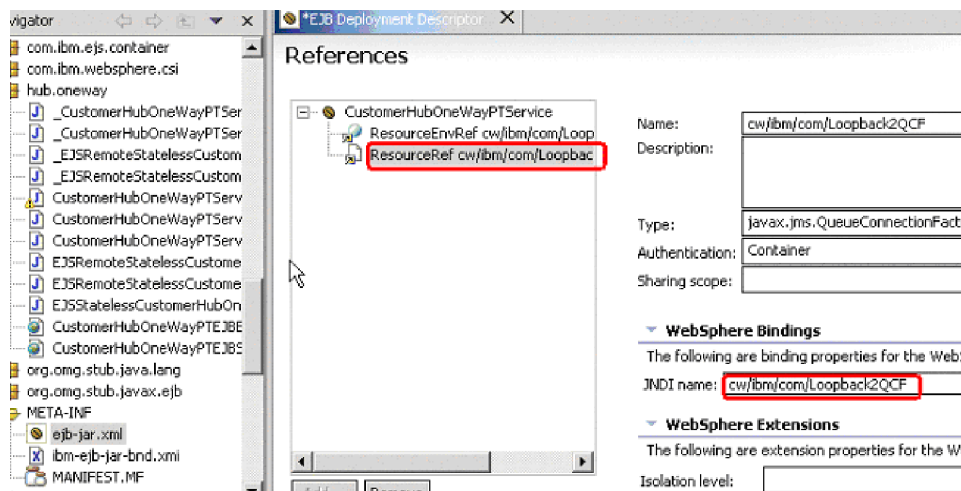 vigator
com.ibm.ejs.container
com.ibm.websphere.csi
hub.oneway
_CustomerHubOneWayPTSer
_CustomerHubOneWayPTSer
_EJSRemoteStatelessCustom
_EJSRemoteStatelessCustom
CustomerHubOneWayPTServ
CustomerHubOneWayPTServ
CustomerHubOneWayPTServ
EJSRemoteStatelessCustome
EJSRemoteStatelessCustome
EJSStatelessCustomerHubOn
CustomerHubOneWayPTEJBE
CustomerHubOneWayPTEJBS
org.omg.stub.java.lang
org.omg.stub.javax.ejb
META-INF
ejb-jar.xml
ibm-ejb-jar-bnd.xmi
MANIFEST.MF
*EJB Deployment Descriptor
References
CustomerHubOneWayPTService
ResourceEnvRef cw/ibm/com/Loop
ResourceRef cw/ibm/com/Loopbac
Remove
Name: cw/ibm/com/Loopback2QCF
Description:
Type: javax.jms.QueueConnectionFact
Authentication: Container
Sharing scope:
WebSphere Bindings
The following are binding properties for the Web
JNDI name: cw/ibm/com/Loopback2QCF
WebSphere Extensions
The following are extension properties for the W
Isolation level: